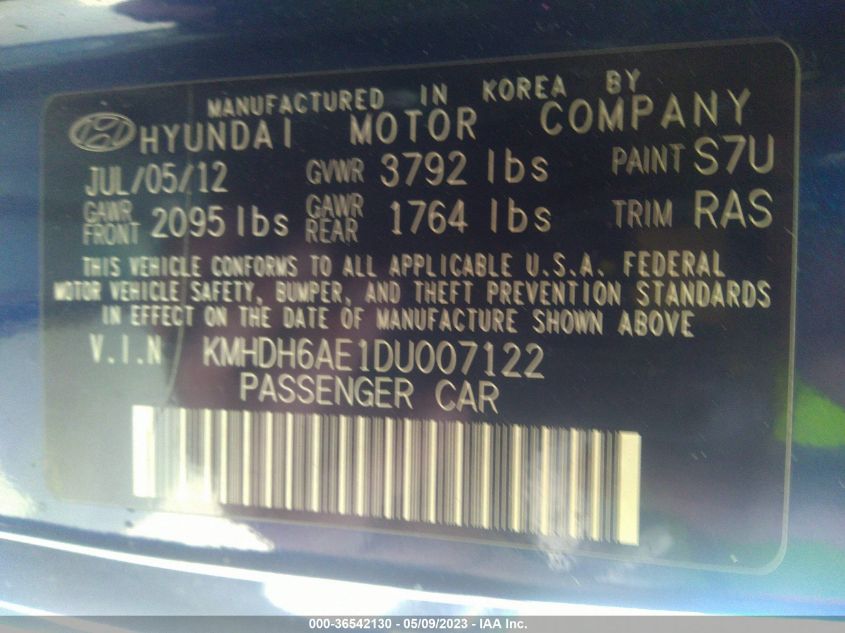 MANUFACTURED IN KOREA BY
HYUNDAI MOTOR COMPANY
JUL/05/12 GVWR 3792 lbs PAINT S7U
GAWR FRONT 2095 lbs GAWR REAR 1764 lbs TRIM RAS
THIS VEHICLE CONFORMS TO ALL APPLICABLE U.S.A. FEDERAL
MOTOR VEHICLE SAFETY, BUMPER, AND THEFT PREVENTION STANDARDS
IN EFFECT ON THE DATE OF MANUFACTURE SHOWN ABOVE
V.I.N KMHDH6AE1DU007122
PASSENGER CAR
000-36542130 - 05/09/2023 - IAA Inc.